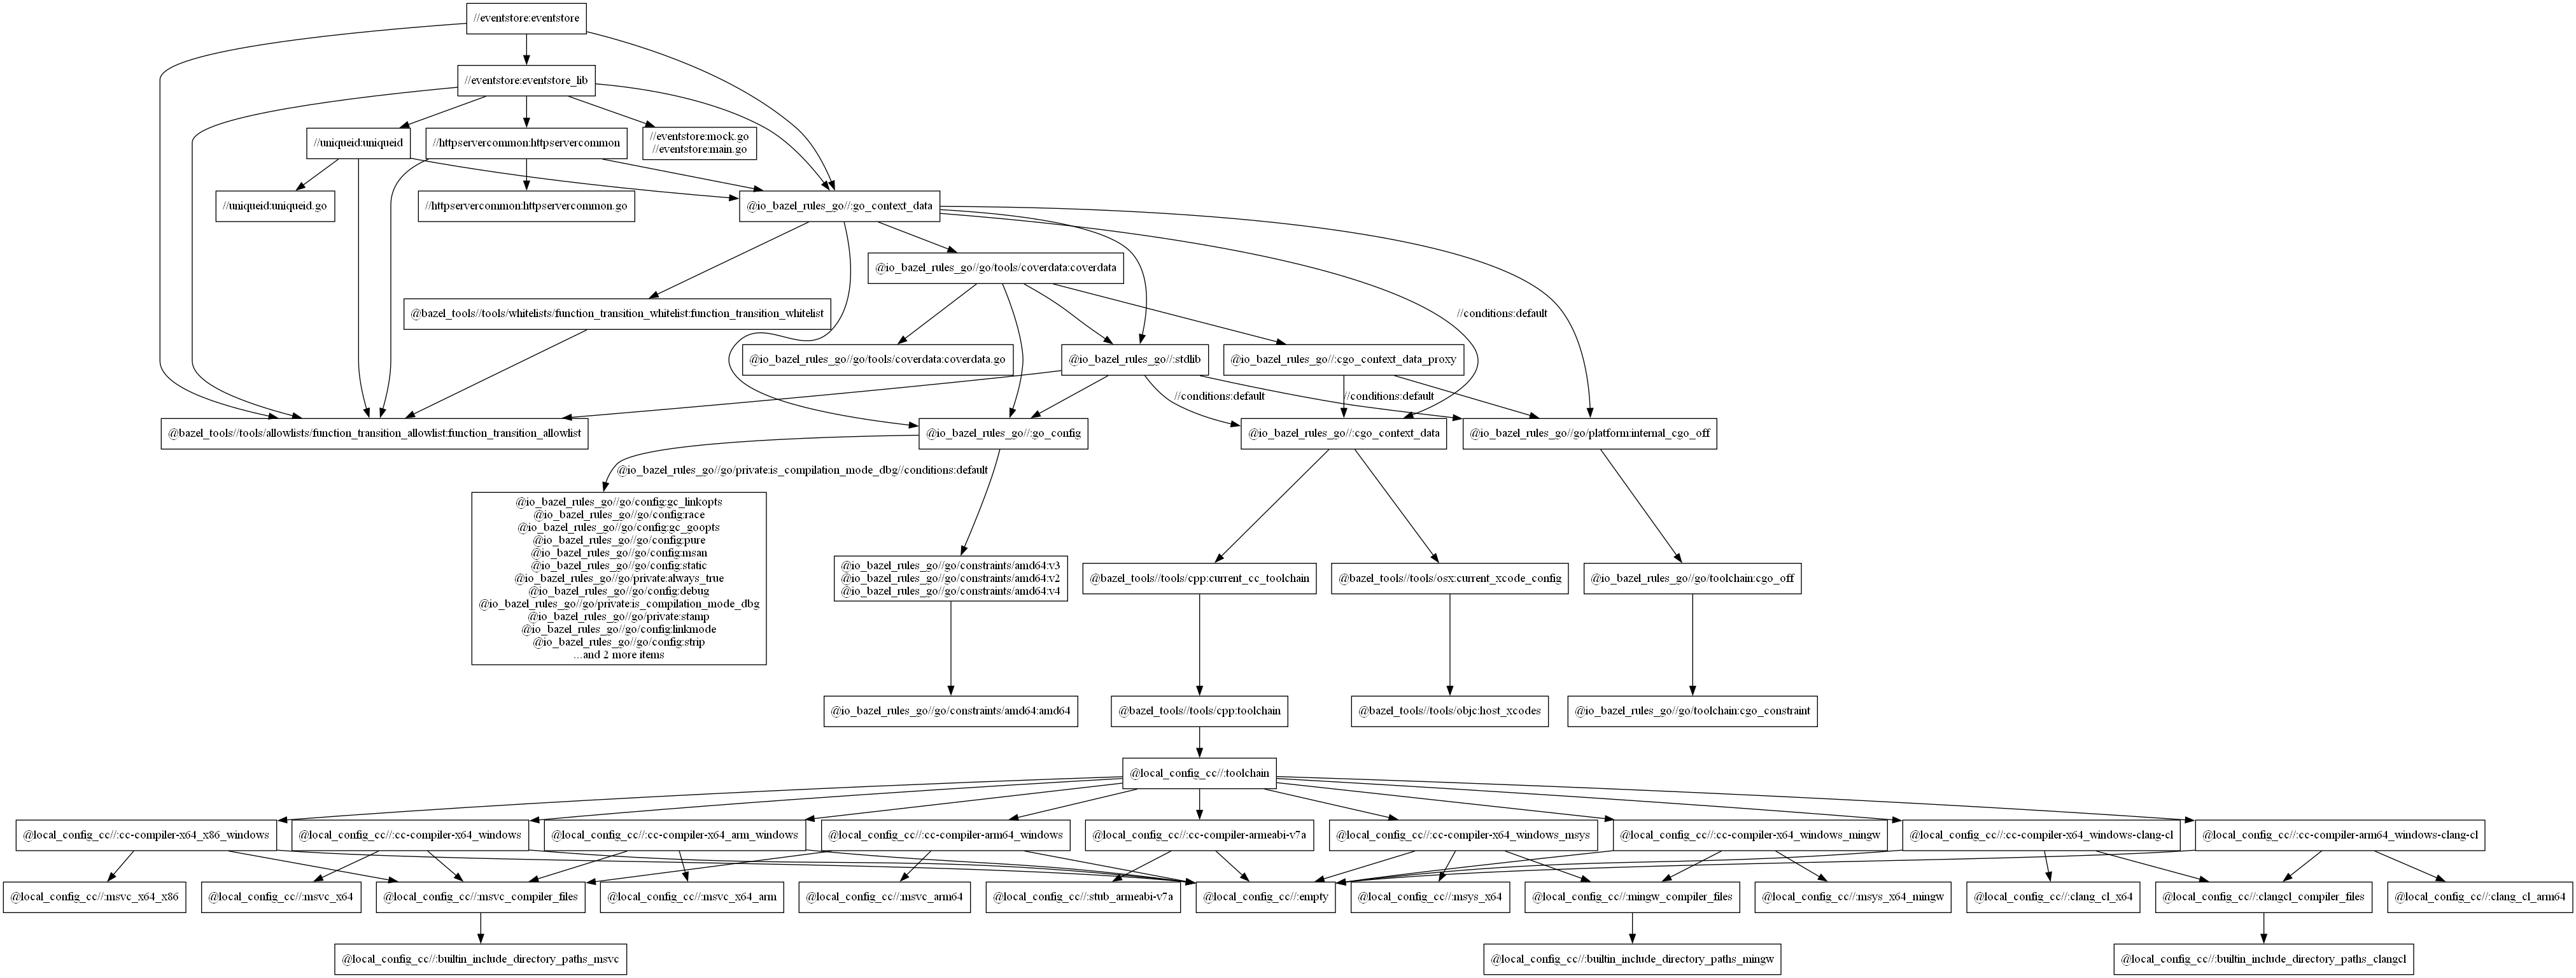 //eventstore:eventstore
//eventstore:eventstore_lib
//uniqueid:uniqueid
//httpservercommon:httpservercommon
//eventstore:mock.go
//eventstore:main.go
//uniqueid:uniqueid.go
//httpservercommon:httpservercommon.go
@io_bazel_rules_go//:go_context_data
@io_bazel_rules_go//go/tools/coverdata:coverdata
@bazel_tools//tools/whitelists/function_transition_whitelist:function_transition_whitelist
//conditions:default
@io_bazel_rules_go//go/tools/coverdata:coverdata.go
@io_bazel_rules_go//:stdlib
@io_bazel_rules_go//:cgo_context_data_proxy
//conditions:default
//conditions:default
@bazel_tools//tools/allowlists/function_transition_allowlist:function_transition_allowlist
@io_bazel_rules_go//:go_config
@io_bazel_rules_go//:cgo_context_data
@io_bazel_rules_go//go/platform:internal_cgo_off
@io_bazel_rules_go//go/private:is_compilation_mode_dbg//conditions:default
@io_bazel_rules_go//go/config:gc_linkopts
@io_bazel_rules_go//go/config:race
@io_bazel_rules_go//go/config:gc_goopts
@io_bazel_rules_go//go/config:pure
@io_bazel_rules_go//go/config:msan
@io_bazel_rules_go//go/config:static
@io_bazel_rules_go//go/private:always_true
@io_bazel_rules_go//go/config:debug
@io_bazel_rules_go//go/private:is_compilation_mode_dbg
@io_bazel_rules_go//go/private:stamp
@io_bazel_rules_go//go/config:linkmode
@io_bazel_rules_go//go/config:strip
...and 2 more items
@io_bazel_rules_go//go/constraints/amd64:v3
@io_bazel_rules_go//go/constraints/amd64:v2
@io_bazel_rules_go//go/constraints/amd64:v4
@bazel_tools//tools/cpp:current_cc_toolchain
@bazel_tools//tools/osx:current_xcode_config
@io_bazel_rules_go//go/toolchain:cgo_off
@io_bazel_rules_go//go/constraints/amd64:amd64
@bazel_tools//tools/cpp:toolchain
@bazel_tools//tools/objc:host_xcodes
@io_bazel_rules_go//go/toolchain:cgo_constraint
@local_config_cc//:toolchain
@local_config_cc//:cc-compiler-x64_x86_windows
@local_config_cc//:cc-compiler-x64_windows
@local_config_cc//:cc-compiler-x64_arm_windows
@local_config_cc//:cc-compiler-arm64_windows
@local_config_cc//:cc-compiler-armeabi-v7a
@local_config_cc//:cc-compiler-x64_windows_msys
@local_config_cc//:cc-compiler-x64_windows_mingw
@local_config_cc//:cc-compiler-x64_windows-clang-cl
@local_config_cc//:cc-compiler-arm64_windows-clang-cl
@local_config_cc//:msvc_x64_x86
@local_config_cc//:msvc_x64
@local_config_cc//:msvc_compiler_files
@local_config_cc//:msvc_x64_arm
@local_config_cc//:msvc_arm64
@local_config_cc//:stub_armeabi-v7a
@local_config_cc//:empty
@local_config_cc//:msys_x64
@local_config_cc//:mingw_compiler_files
@local_config_cc//:msys_x64_mingw
@local_config_cc//:clang_cl_x64
@local_config_cc//:clangcl_compiler_files
@local_config_cc//:clang_cl_arm64
@local_config_cc//:builtin_include_directory_paths_msvc
@local_config_cc//:builtin_include_directory_paths_mingw
@local_config_cc//:builtin_include_directory_paths_clangcl